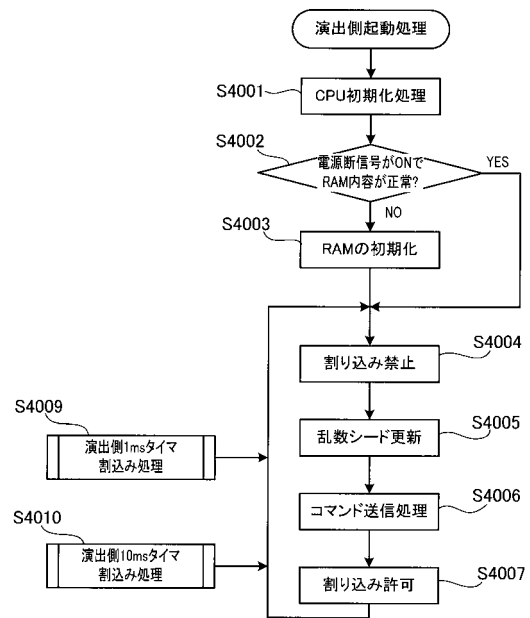 演出側起動処理
S4001
CPU初期化処理
S4002
電源断信号がONで
RAM内容が正常?
YES
NO
S4003
RAMの初期化
S4004
割り込み禁止
S4009
演出側1msタイマ
割込み処理
S4005
乱数シード更新
S4006
コマンド送信処理
S4010
演出側10msタイマ
割込み処理
S4007
割り込み許可